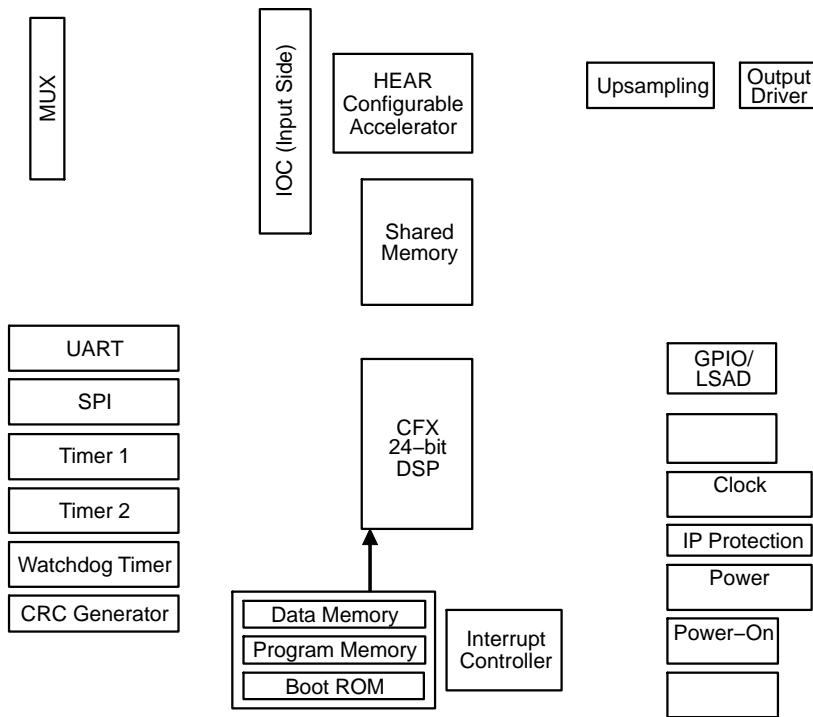 MUX
IOC (Input Side)
HEAR
Configurable
Accelerator
Upsampling
Output
Driver
Shared
Memory
UART
SPI
Timer 1
Timer 2
Watchdog Timer
CRC Generator
CFX
24−bit
DSP
GPIO/
LSAD
Clock
IP Protection
Power
Power−On
Data Memory
Program Memory
Boot ROM
Interrupt
Controller